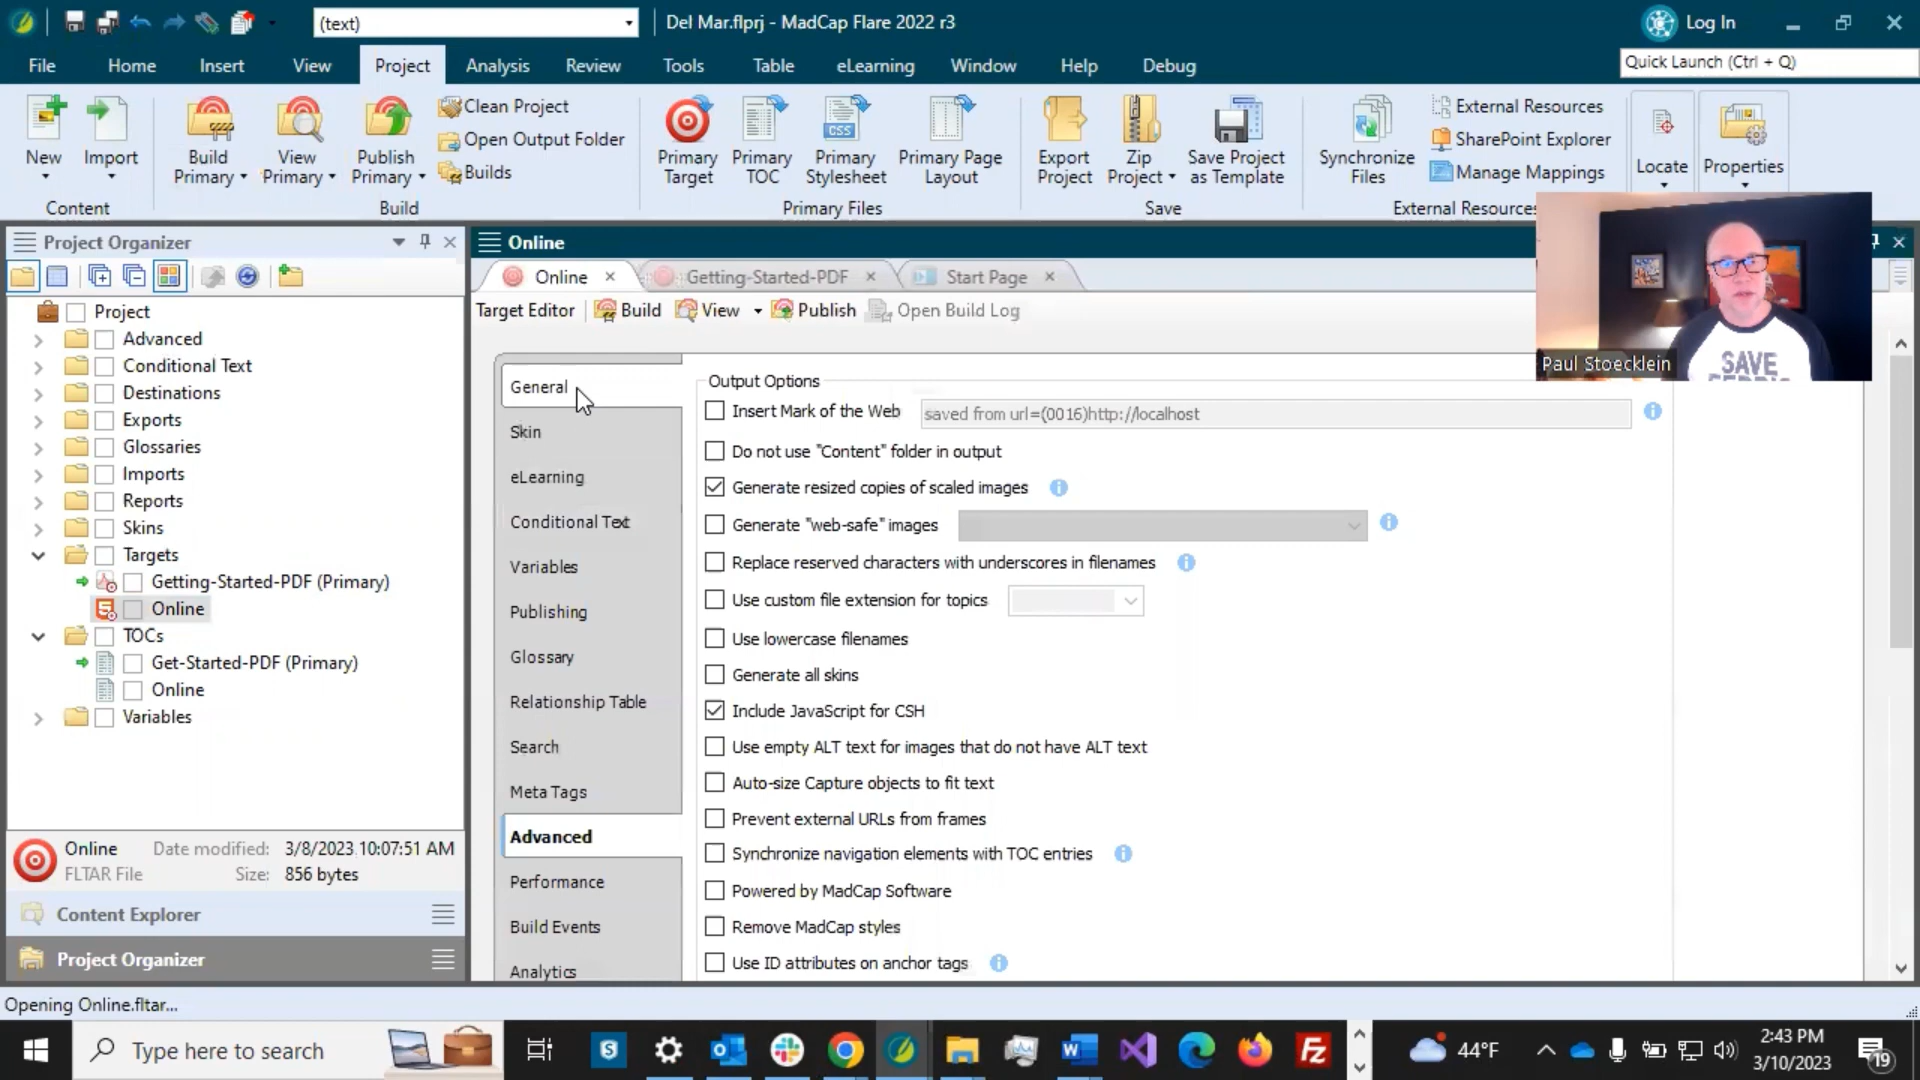 (text)
Del Mar.flprj - MadCap Flare 2022 r3
Log In
File
Home
Insert
View
Project
Analysis
Review
Tools
Table
eLearning
Window
Help
Debug
Quick Launch (Ctrl + Q)
New
Import
Content
Build Primary
View Primary
Publish Primary
Clean Project
Open Output Folder
Builds
Build
Primary Target
Primary TOC
CSS
Primary Stylesheet
Primary Page Layout
Primary Files
Export Project
Zip Project
Save Project as Template
Save
Synchronize Files
External Resources
SharePoint Explorer
Manage Mappings
External Resources
Locate
Properties
Project Organizer
Project
Advanced
Conditional Text
Destinations
Exports
Glossaries
Imports
Reports
Skins
Targets
Getting-Started-PDF (Primary)
Online
TOCs
Get-Started-PDF (Primary)
Online
Variables
Online
Date modified: 3/8/2023 10:07:51 AM
FLTAR File
Size: 856 bytes
Content Explorer
Project Organizer
Online
Online
Getting-Started-PDF
Start Page
Target Editor
Build
View
Publish
Open Build Log
Paul Stoecklein
SAVE
General
Skin
eLearning
Conditional Text
Variables
Publishing
Glossary
Relationship Table
Search
Meta Tags
Advanced
Performance
Build Events
Analytics
Output Options
Insert Mark of the Web
saved from url=(0016)http://localhost
Do not use "Content" folder in output
Generate resized copies of scaled images
Generate "web-safe" images
Replace reserved characters with underscores in filenames
Use custom file extension for topics
Use lowercase filenames
Generate all skins
Include JavaScript for CSH
Use empty ALT text for images that do not have ALT text
Auto-size Capture objects to fit text
Prevent external URLs from frames
Synchronize navigation elements with TOC entries
Powered by MadCap Software
Remove MadCap styles
Use ID attributes on anchor tags
Opening Online.fltar...
Type here to search
44°F
2:43 PM
3/10/2023
19